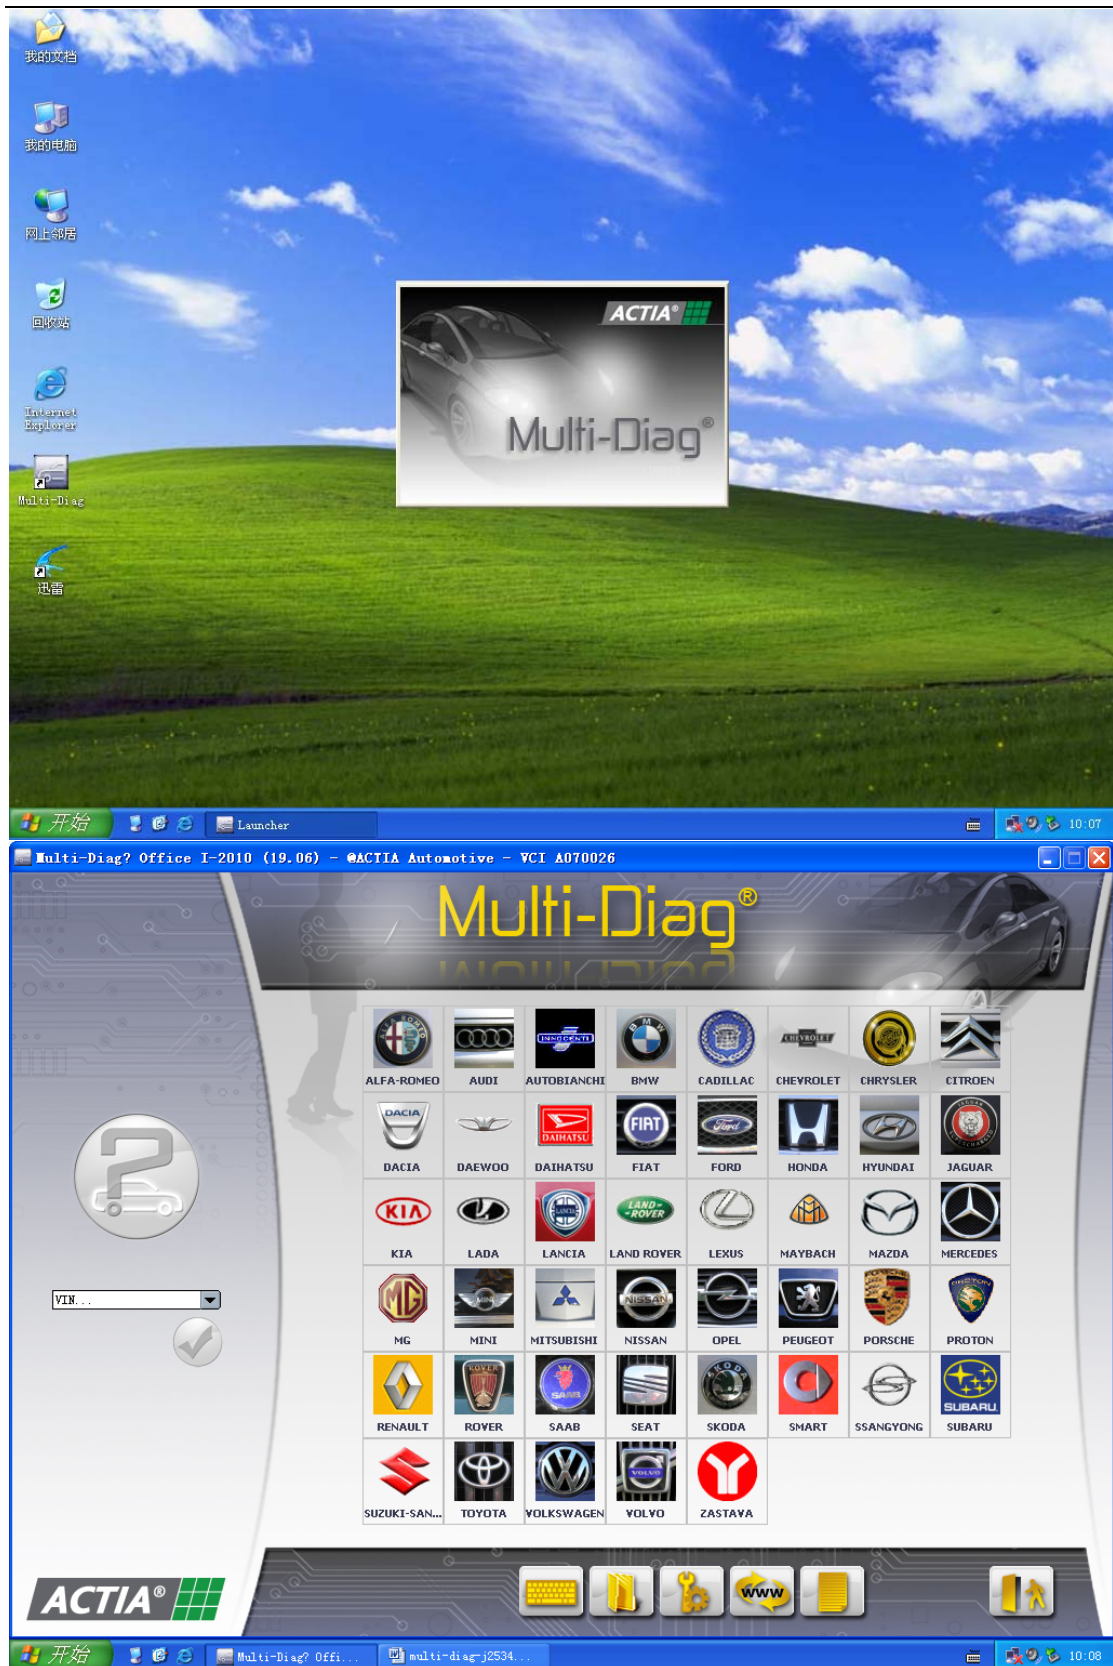 我的文档
我的电脑
网上邻居
回收站
Internet
Explorer
Multi-Diag
迅雷
ACTIA®
Multi-Diag®
开始
Launcher
10:07
Multi-Diag? Office I-2010 (19.06) - @ACTIA Automotive - VCI A070026
Multi-Diag®
VIN...
ALFA-ROMEO AUDI AUTOBIANCHI BMW CADILLAC CHEVROLET CHRYSLER CITROEN
DACIA DAEWOO DAIHATSU FIAT FORD HONDA HYUNDAI JAGUAR
KIA LADA LANCIA LAND ROVER LEXUS MAYBACH MAZDA MERCEDES
MG MINI MITSUBISHI NISSAN OPEL PEUGEOT PORSCHE PROTON
RENAULT ROVER SAAB SEAT SKODA SMART SSANGYONG SUBARU
SUZUKI-SAN... TOYOTA VOLKSWAGEN VOLVO ZASTAVA
ACTIA®
WWW
开始
Multi-Diag? Offi...
multi-diag-j2534...
10:08